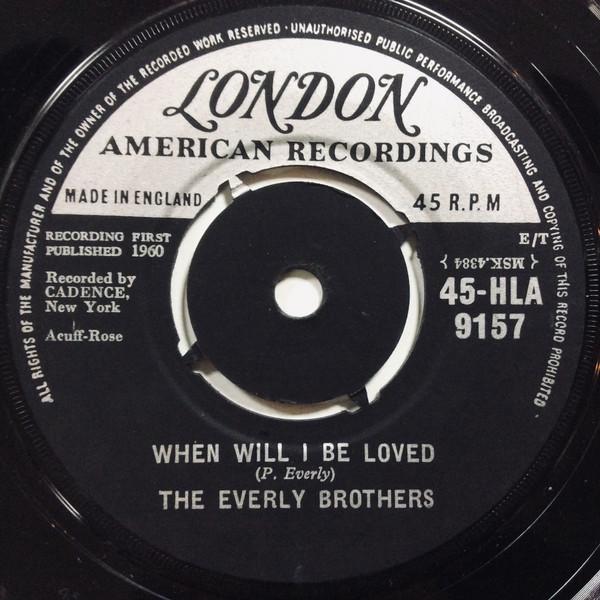 ALL RIGHTS OF THE MANUFACTURER AND OF THE OWNER OF THE RECORDED WORK RESERVED · UNAUTHORISED PUBLIC PERFORMANCE BROADCASTING AND COPYING OF THIS RECORD PROHIBITED
LONDON
AMERICAN RECORDINGS
MADE IN ENGLAND
45 R.P.M
RECORDING FIRST
PUBLISHED 1960
E/T
{ MSK.4384 }
Recorded by
CADENCE,
New York
45-HLA
9157
Acuff-Rose
WHEN WILL I BE LOVED
(P. Everly)
THE EVERLY BROTHERS